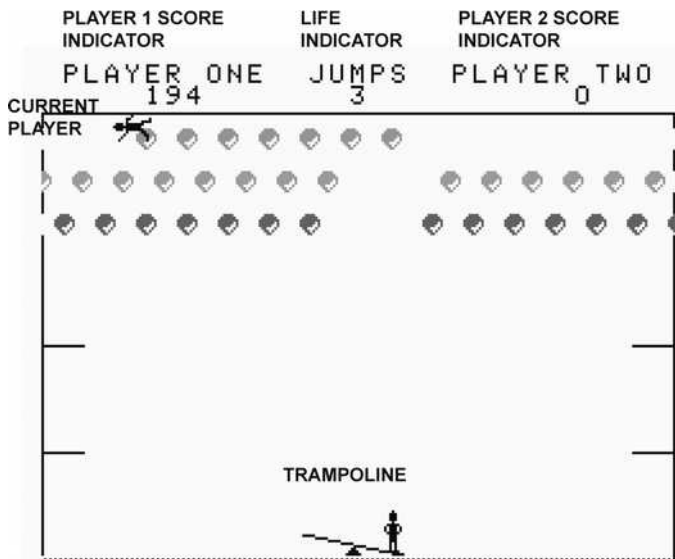 PLAYER 1 SCORE
INDICATOR
LIFE
INDICATOR
PLAYER 2 SCORE
INDICATOR
PLAYER ONE JUMPS PLAYER TWO
194 3 0
CURRENT
PLAYER
TRAMPOLINE